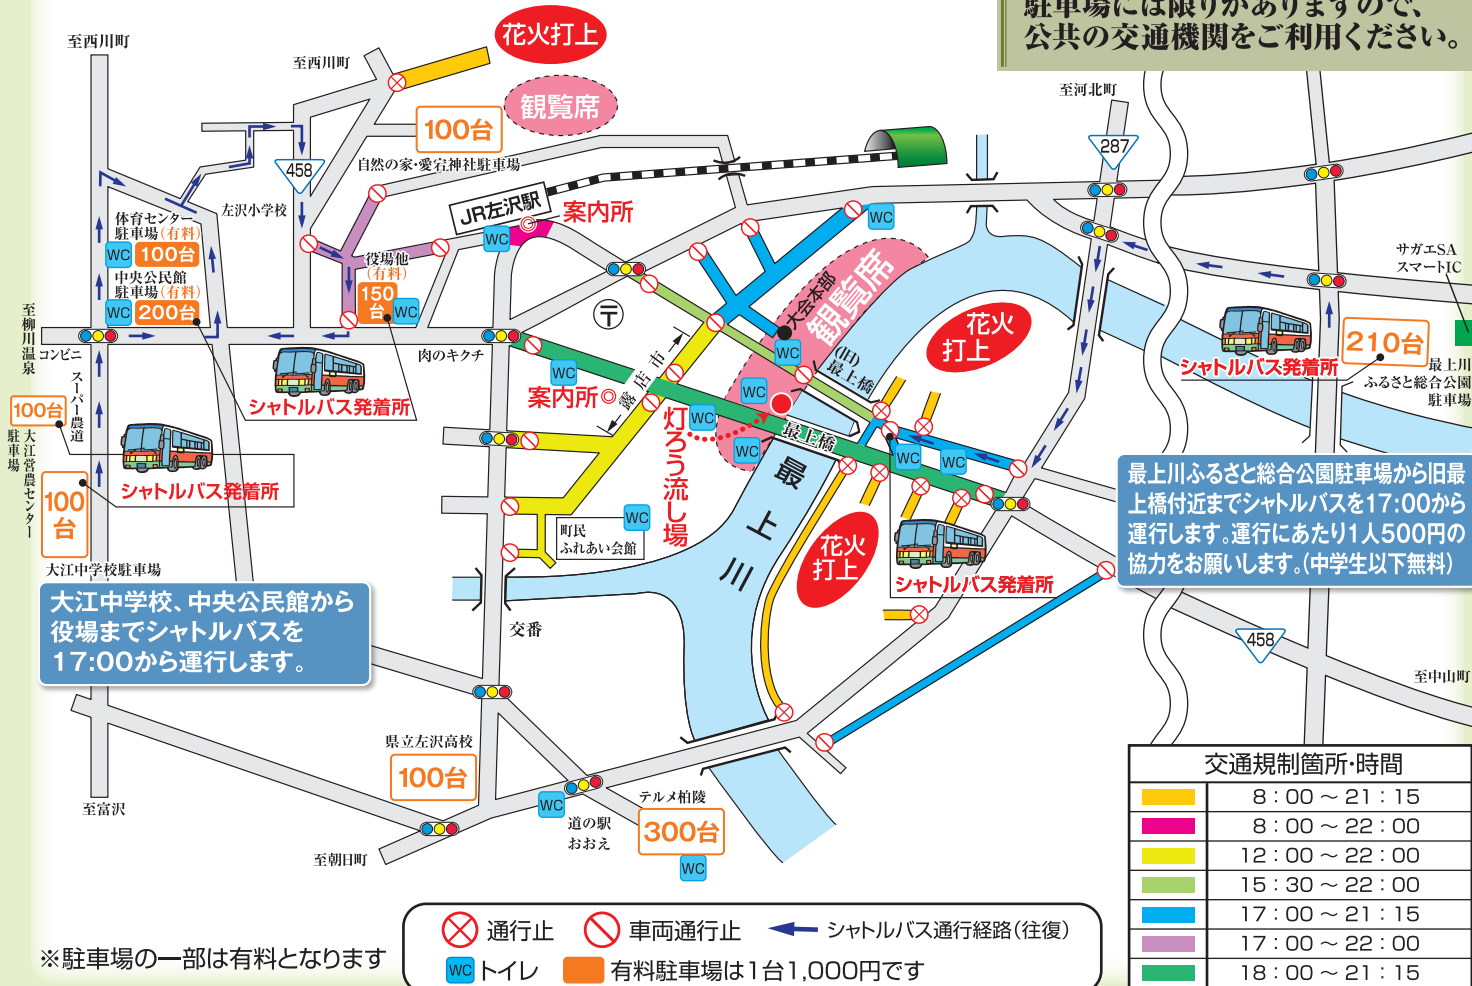 駐車場には限りがありますので、
公共の交通機関をご利用ください。
至西川町
至西川町
花火打上
観覧席
至河北町
100台
自然の家・愛宕神社駐車場
458
287
左沢小学校
JR左沢駅
案内所
WC
WC
体育センター
駐車場(有料)
WC
100台
中央公民館
駐車場(有料)
WC
200台
役場他
(有料)
150
台
WC
大会本部
観覧席
サガエSA
スマートIC
至柳川温泉
コンビニ
スーパー農道
肉のキクチ
〒
露店市
WC
(旧)
最上橋
花火
打上
シャトルバス発着所
210台
最上川
ふるさと総合公園
駐車場
シャトルバス発着所
100台
大江営農センター
駐車場
シャトルバス発着所
100
台
大江中学校駐車場
WC
案内所
WC
WC
WC
灯ろう流し場
最上橋
WC
WC
最上川
町民
ふれあい会館
WC
花火
打上
シャトルバス発着所
最上川ふるさと総合公園駐車場から旧最
上橋付近までシャトルバスを17:00から
運行します。運行にあたり1人500円の
協力をお願いします。(中学生以下無料)
大江中学校、中央公民館から
役場までシャトルバスを
17:00から運行します。
交番
458
至中山町
県立左沢高校
100台
至富沢
至朝日町
WC
道の駅
おおえ
テルメ柏陵
300台
WC
交通規制箇所・時間
8:00～21:15
8:00～22:00
12:00～22:00
15:30～22:00
17:00～21:15
17:00～22:00
18:00～21:15
※駐車場の一部は有料となります
通行止
車両通行止
シャトルバス通行経路(往復)
WC トイレ
有料駐車場は1台1,000円です